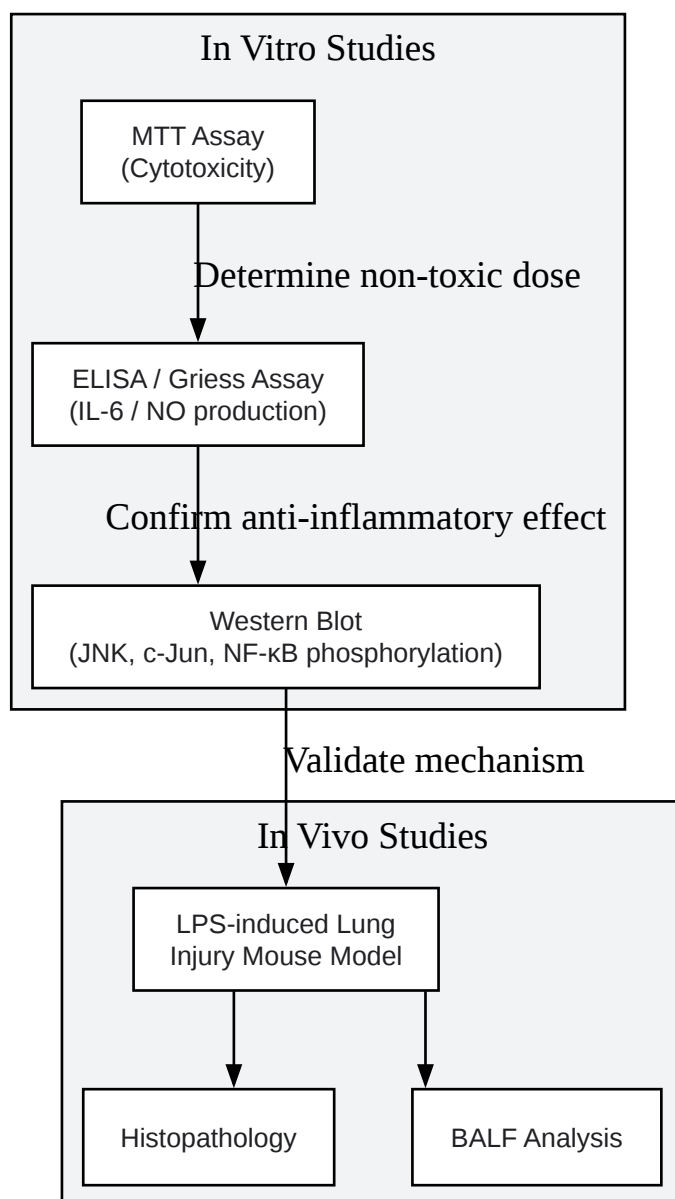 In Vitro Studies
MTT Assay
(Cytotoxicity)
Determine non-toxic dose
ELISA / Griess Assay
(IL-6 / NO production)
Confirm anti-inflammatory effect
Western Blot
(JNK, c-Jun, NF-κB phosphorylation)
Validate mechanism
In Vivo Studies
LPS-induced Lung
Injury Mouse Model
Histopathology
BALF Analysis